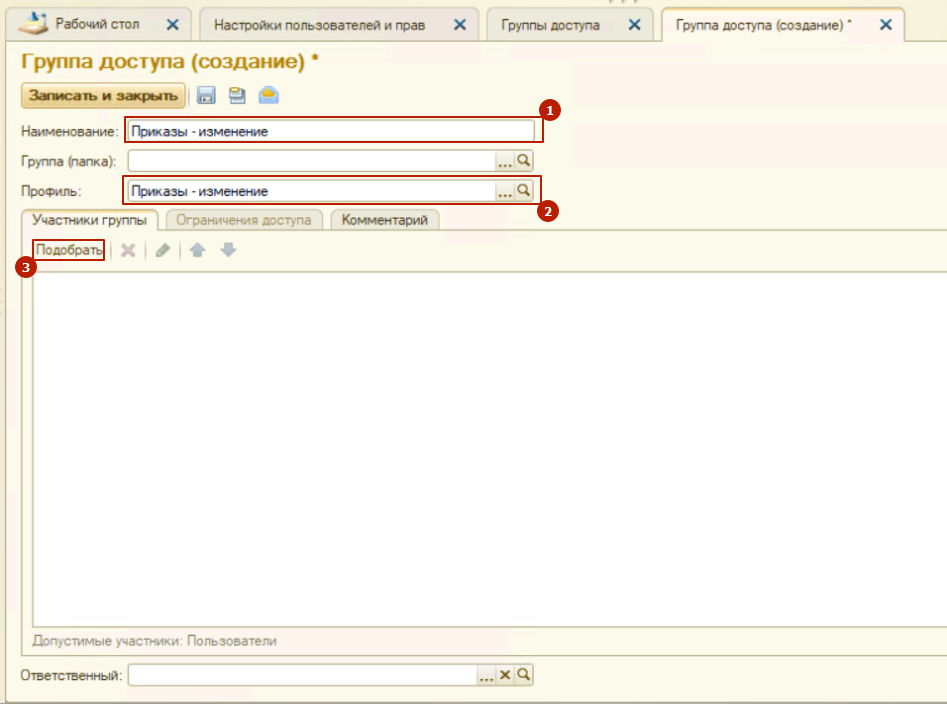 Рабочий стол
Настройки пользователей и прав
Группы доступа
Группа доступа (создание) *
Группа доступа (создание) *
Записать и закрыть
1
Наименование: Приказы - изменение
Группа (папка): ...
Профиль: Приказы - изменение ...
2
Участники группы
Ограничения доступа
Комментарий
Подобрать
3
Допустимые участники: Пользователи
Ответственный: ...